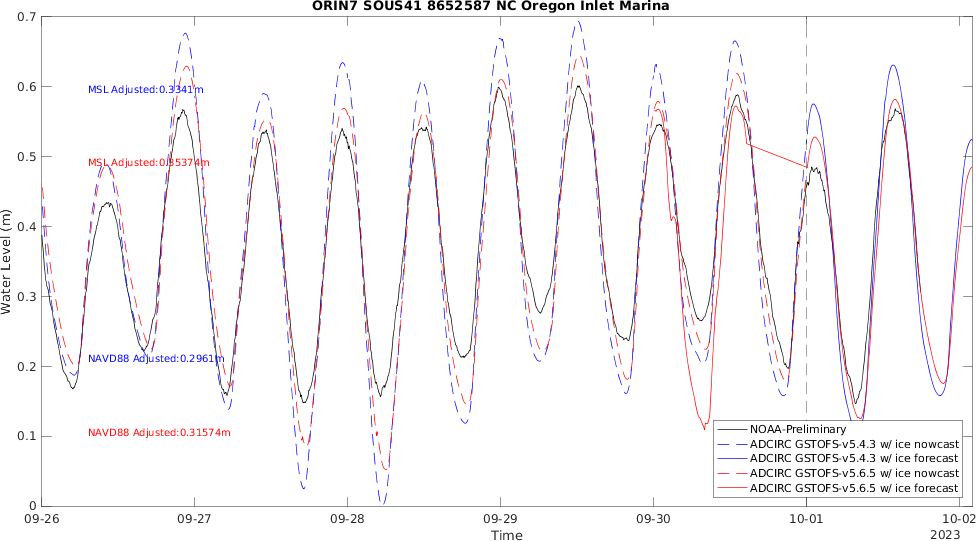 ORIN7 SOUS41 8652587 NC Oregon Inlet Marina
0.7
0.6
0.5
0.4
0.3
0.2
0.1
0
Water Level (m)
MSL Adjusted:0.3341m
MSL Adjusted:0.35374m
NAVD88 Adjusted:0.2961m
NAVD88 Adjusted:0.31574m
NOAA-Preliminary
ADCIRC GSTOFS-v5.4.3 w/ ice nowcast
ADCIRC GSTOFS-v5.4.3 w/ ice forecast
ADCIRC GSTOFS-v5.6.5 w/ ice nowcast
ADCIRC GSTOFS-v5.6.5 w/ ice forecast
09-26 09-27 09-28 09-29 09-30 10-01 10-02
Time
2023